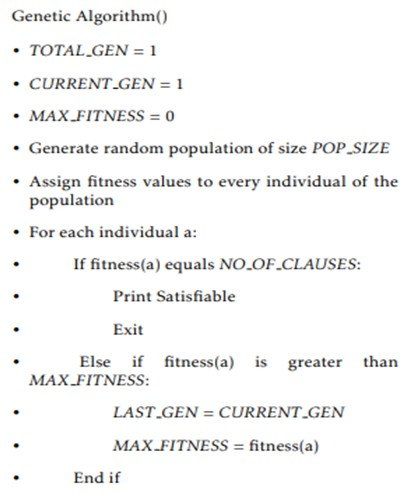 Genetic Algorithm()
• TOTAL_GEN = 1
• CURRENT_GEN = 1
• MAX_FITNESS = 0
• Generate random population of size POP_SIZE
• Assign fitness values to every individual of the
population
• For each individual a:
• If fitness(a) equals NO_OF_CLAUSES:
• Print Satisfiable
• Exit
• Else if fitness(a) is greater than
MAX_FITNESS:
• LAST_GEN = CURRENT_GEN
• MAX_FITNESS = fitness(a)
• End if